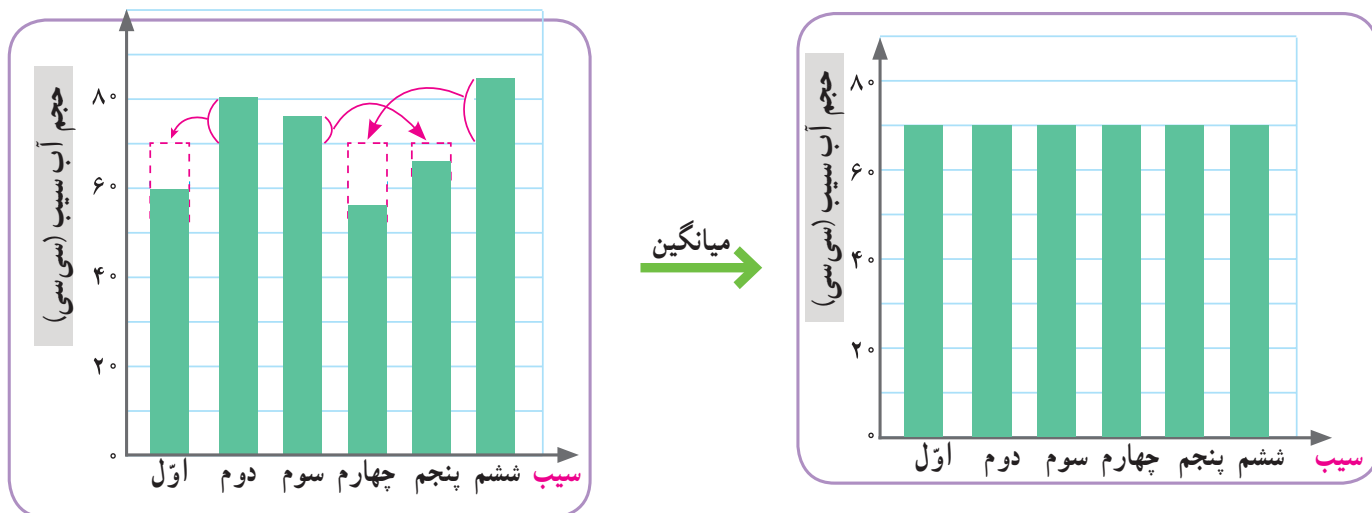 حجم آب سیب (سی‌سی)
۸۰
۶۰
۴۰
۲۰
۰
اوّل دوم سوم چهارم پنجم ششم سیب
میانگین
حجم آب سیب (سی‌سی)
۸۰
۶۰
۴۰
۲۰
۰
اوّل دوم سوم چهارم پنجم ششم سیب